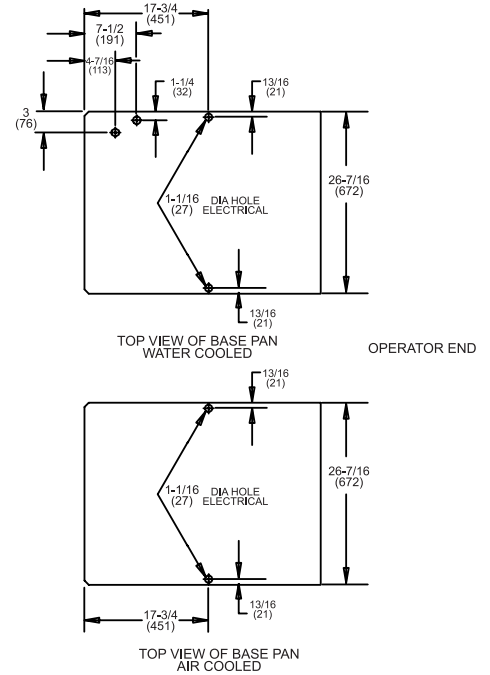 17-3/4
(451)
7-1/2
(191)
4-7/16
(113)
1-1/4
(32)
13/16
(21)
3
(76)
26-7/16
(672)
1-1/16 DIA HOLE
(27) ELECTRICAL
13/16
(21)
TOP VIEW OF BASE PAN
WATER COOLED
OPERATOR END
13/16
(21)
26-7/16
(672)
1-1/16 DIA HOLE
(27) ELECTRICAL
17-3/4
(451)
13/16
(21)
TOP VIEW OF BASE PAN
AIR COOLED